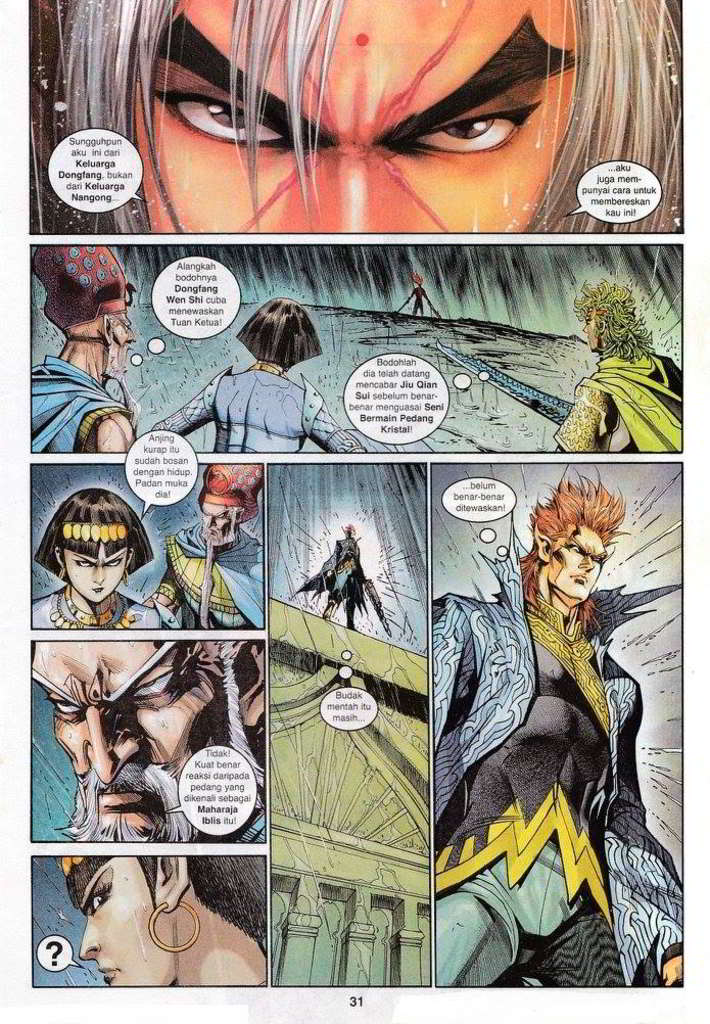 Sungguhpun
aku ini dari
Keluarga
Dongfang, bukan
dari Keluarga
Nangong...
...aku
juga mem-
punyai cara untuk
membereskan
kau ini!
Alangkah
bodohnya
Dongfang
Wen Shi cuba
menewaskan
Tuan Ketua!
Bodohlah
dia telah datang
mencabar Jiu Qian
Sui sebelum benar-
benar menguasai Seni
Bermain Pedang
Kristal!
Anjing
kurap itu
sudah bosan
dengan hidup.
Padan muka
dia!
Tidak!
Kuat benar
reaksi daripada
pedang yang
dikenali sebagai
Maharaja
Iblis itu!
?
Budak
mentah itu
masih...
...belum
benar-benar
ditewaskan!
31